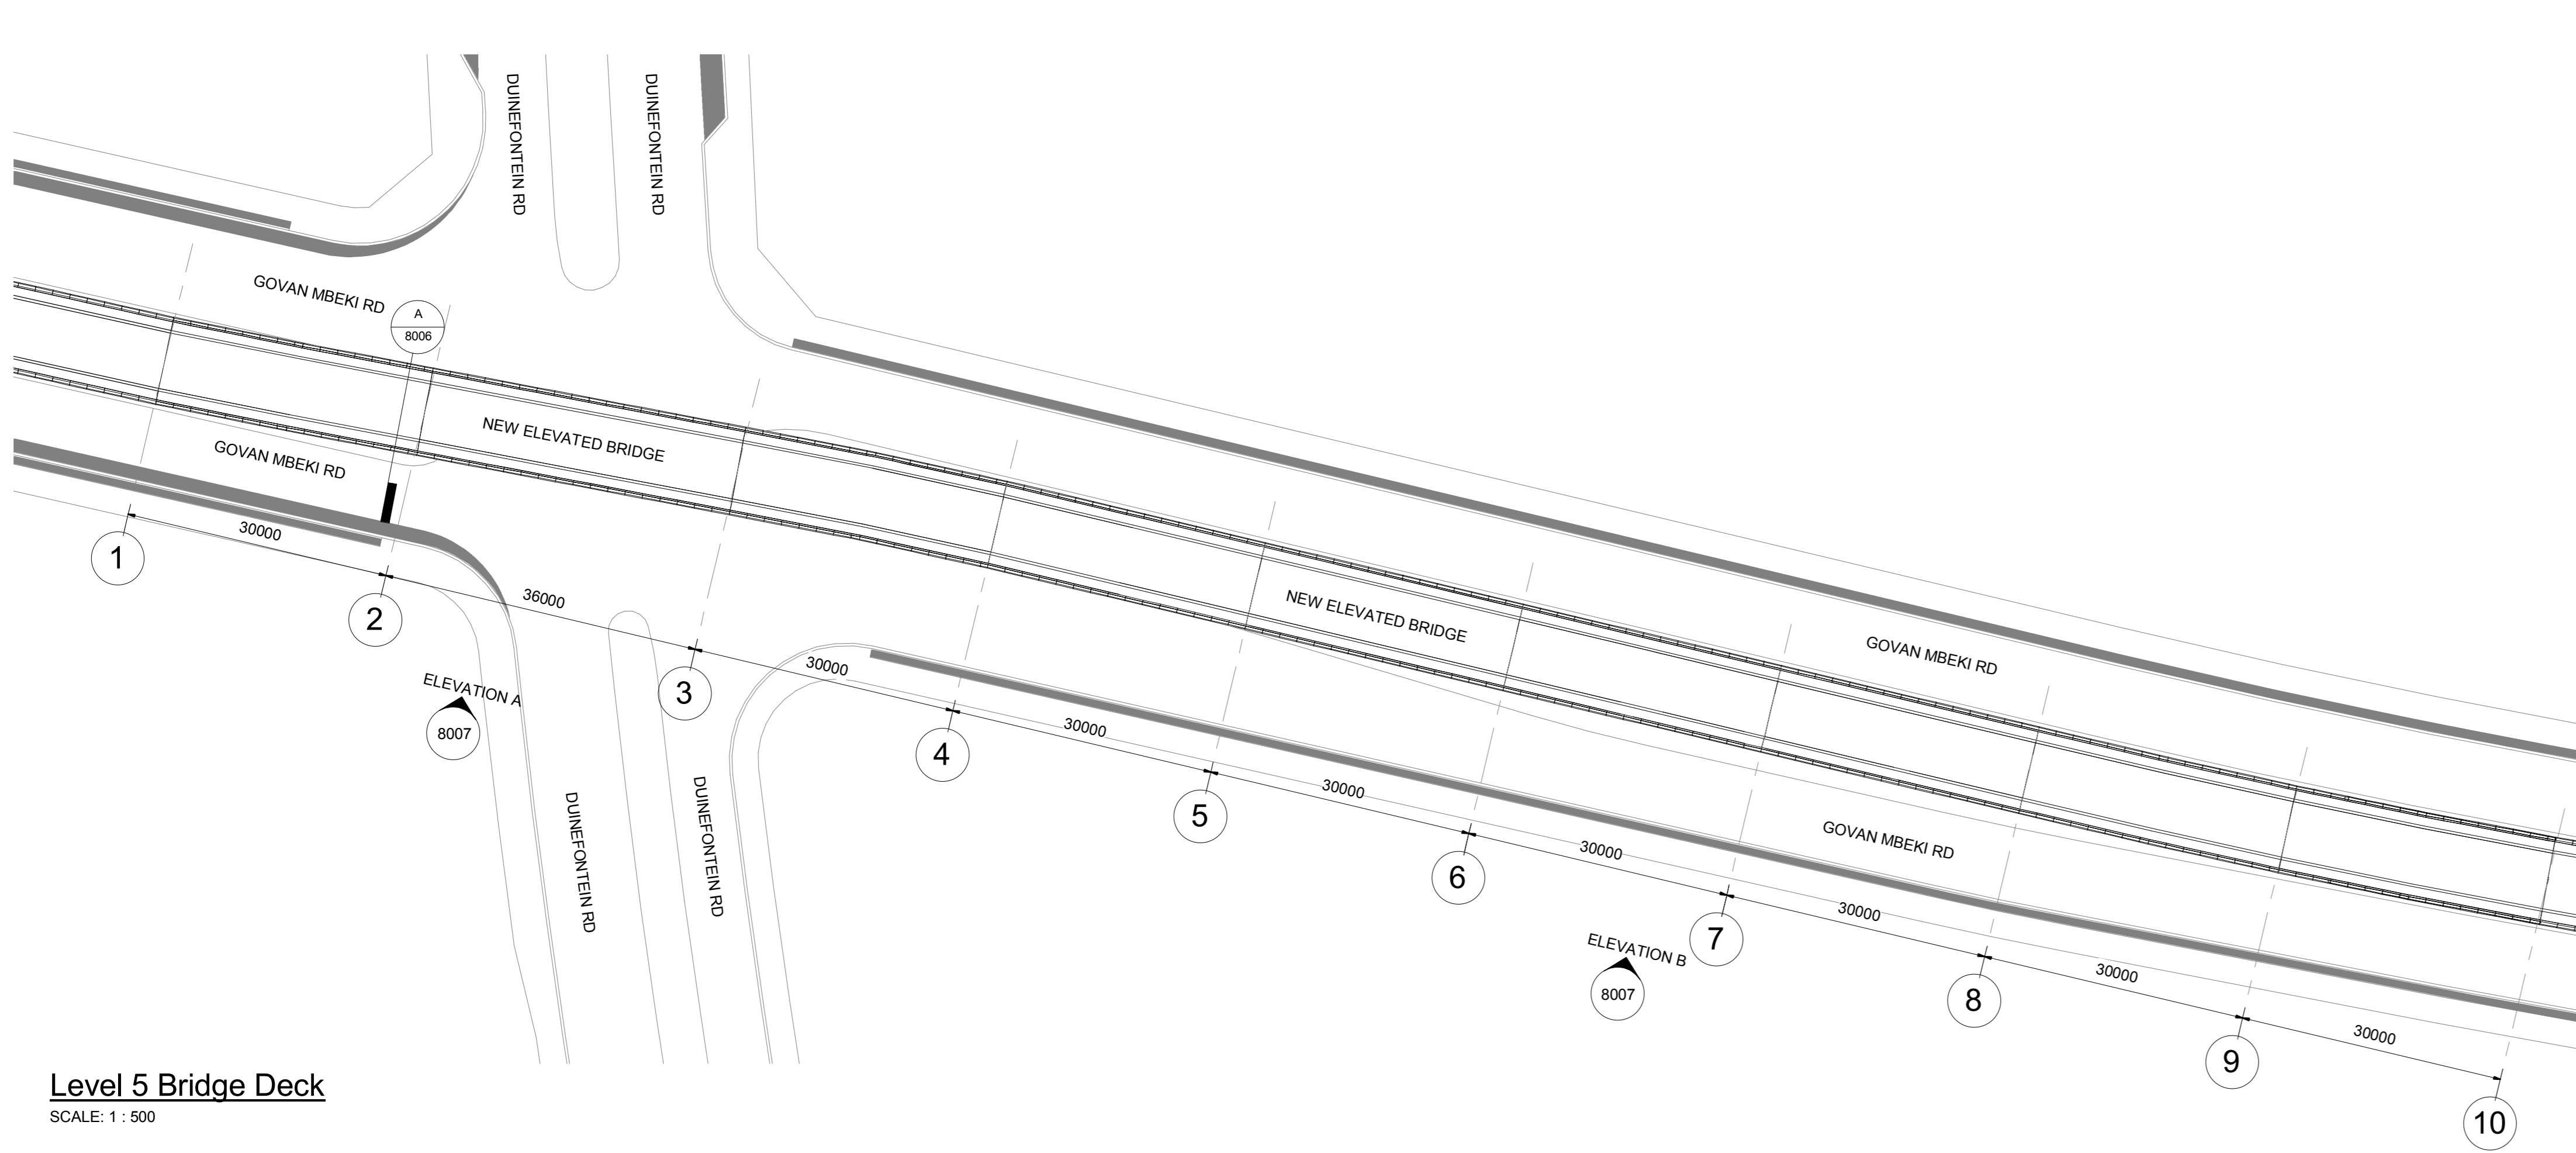 DUINEFONTEIN RD
DUINEFONTEIN RD
GOVAN MBEKI RD
A
8006
NEW ELEVATED BRIDGE
GOVAN MBEKI RD
30000
1
36000
2
NEW ELEVATED BRIDGE
GOVAN MBEKI RD
30000
3
ELEVATION A
8007
30000
4
30000
5
DUINEFONTEIN RD
DUINEFONTEIN RD
GOVAN MBEKI RD
30000
6
30000
7
ELEVATION B
8007
30000
8
30000
9
10
Level 5 Bridge Deck
SCALE: 1 : 500